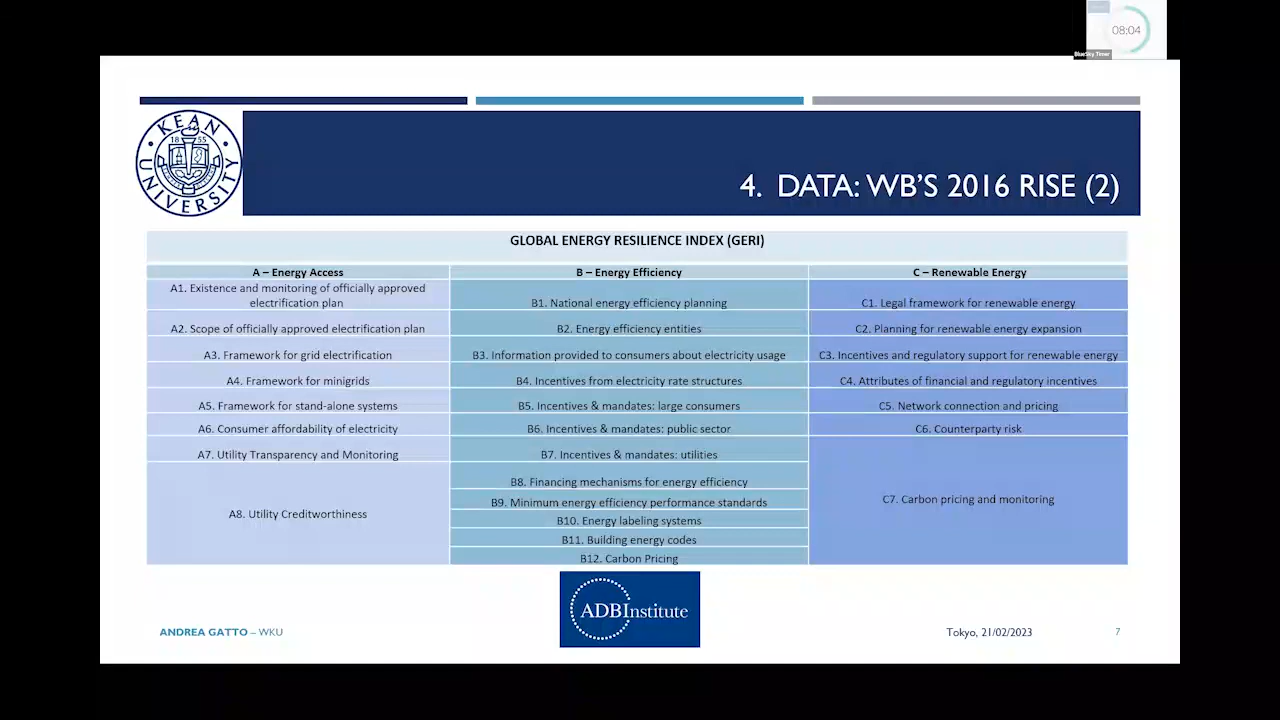 08:04
BlueSky Timer
KEAN UNIVERSITY
1855
4. DATA: WB'S 2016 RISE (2)
GLOBAL ENERGY RESILIENCE INDEX (GERI)
A – Energy Access
B – Energy Efficiency
C – Renewable Energy
A1. Existence and monitoring of officially approved
electrification plan
B1. National energy efficiency planning
C1. Legal framework for renewable energy
A2. Scope of officially approved electrification plan
B2. Energy efficiency entities
C2. Planning for renewable energy expansion
A3. Framework for grid electrification
B3. Information provided to consumers about electricity usage
C3. Incentives and regulatory support for renewable energy
A4. Framework for minigrids
B4. Incentives from electricity rate structures
C4. Attributes of financial and regulatory incentives
A5. Framework for stand-alone systems
B5. Incentives & mandates: large consumers
C5. Network connection and pricing
A6. Consumer affordability of electricity
B6. Incentives & mandates: public sector
C6. Counterparty risk
A7. Utility Transparency and Monitoring
B7. Incentives & mandates: utilities
A8. Utility Creditworthiness
B8. Financing mechanisms for energy efficiency
B9. Minimum energy efficiency performance standards
B10. Energy labeling systems
B11. Building energy codes
B12. Carbon Pricing
C7. Carbon pricing and monitoring
ADBInstitute
ANDREA GATTO – WKU
Tokyo, 21/02/2023
7